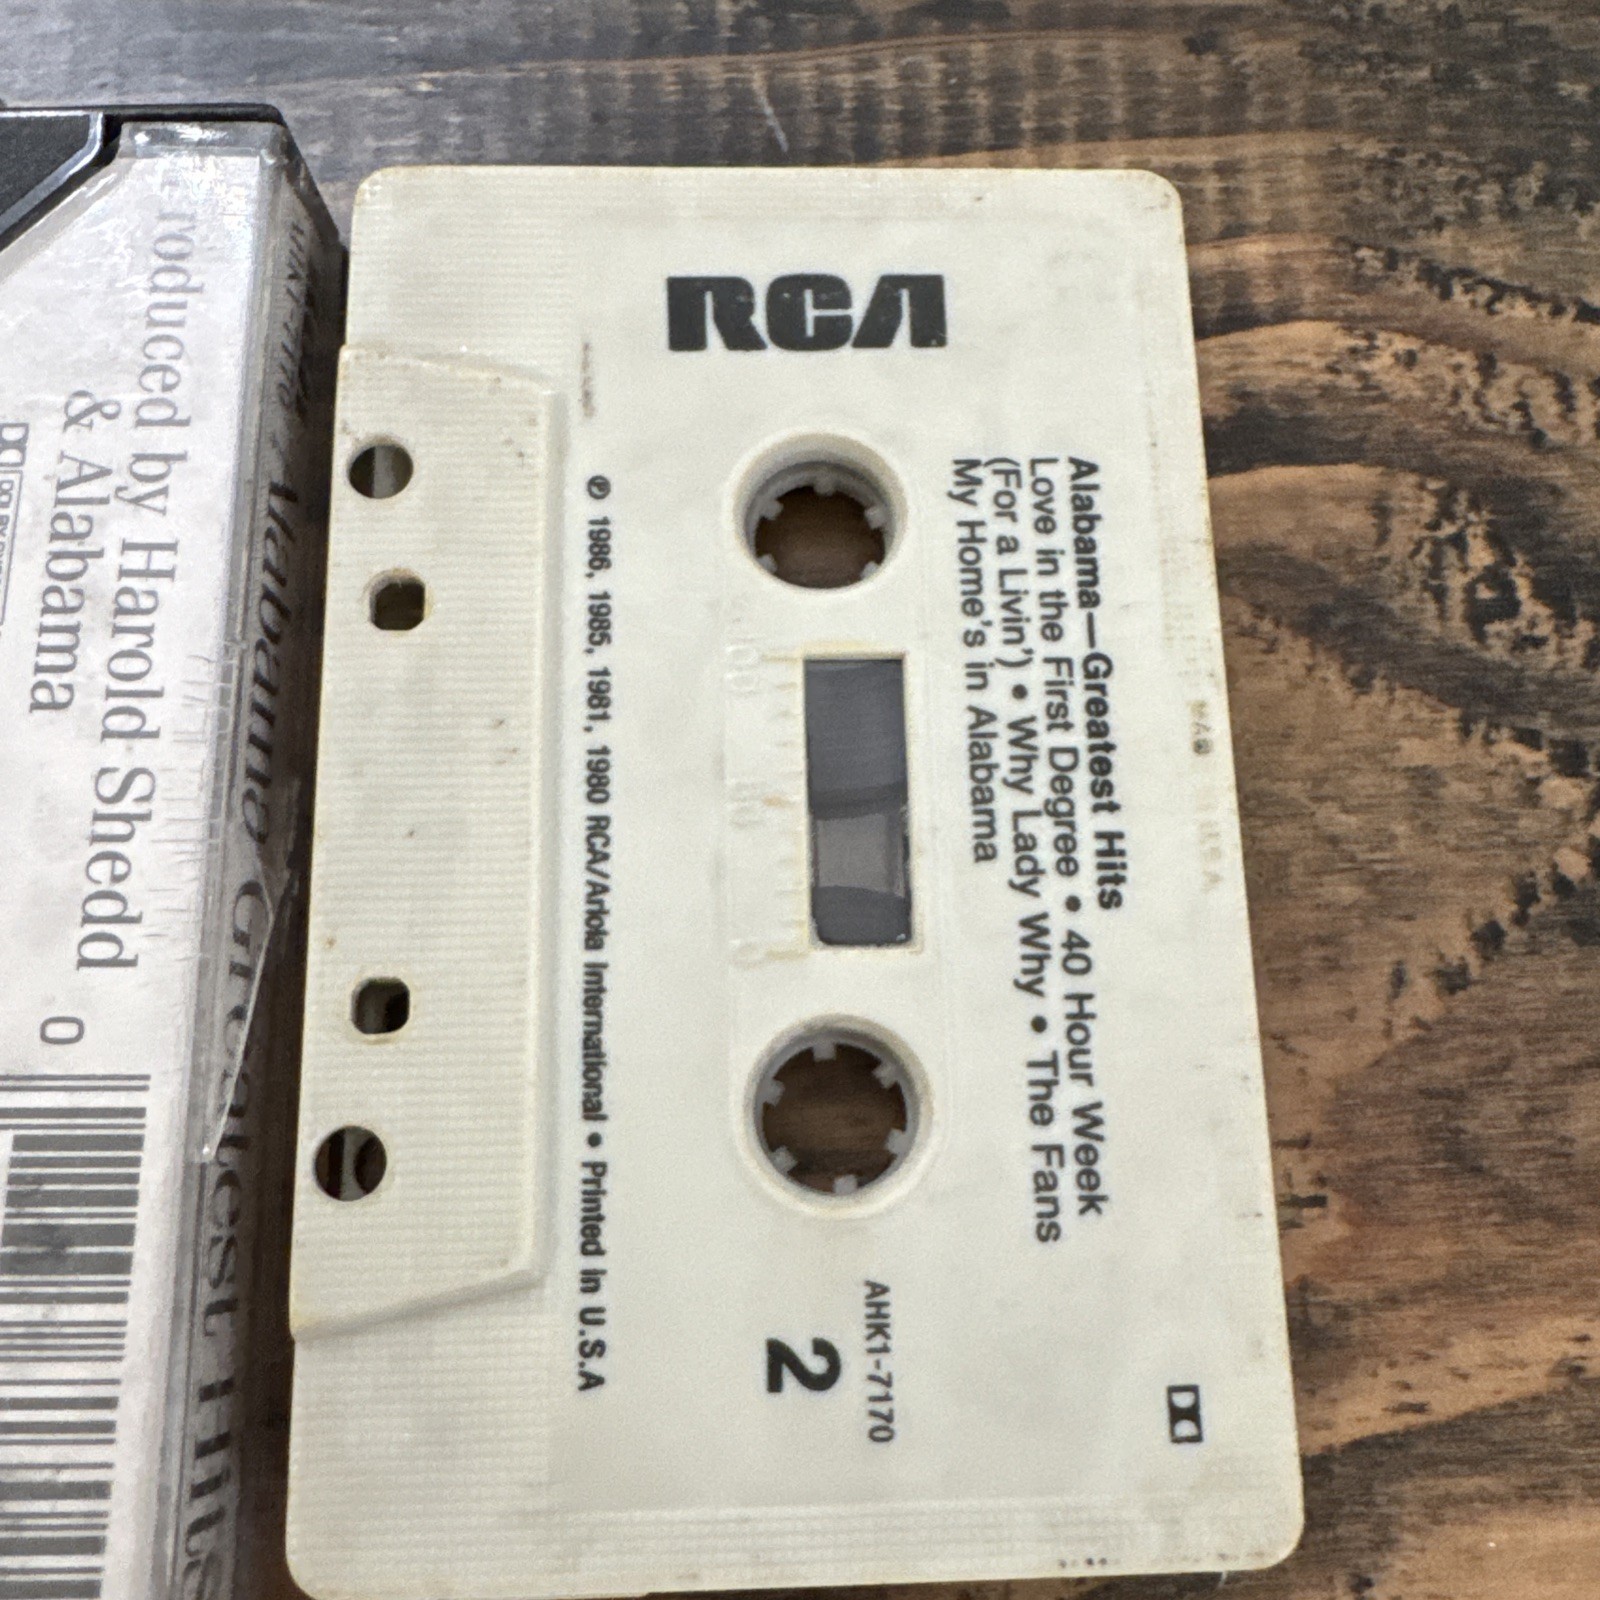 RCA
Alabama—Greatest Hits
Love in the First Degree • 40 Hour Week
(For a Livin') • Why Lady Why • The Fans
My Home's in Alabama
AHK1-7170
2
℗ 1986, 1985, 1981, 1980 RCA/Ariola International • Printed in U.S.A
Alabama Greatest Hits
Produced by Harold Shedd
& Alabama
0